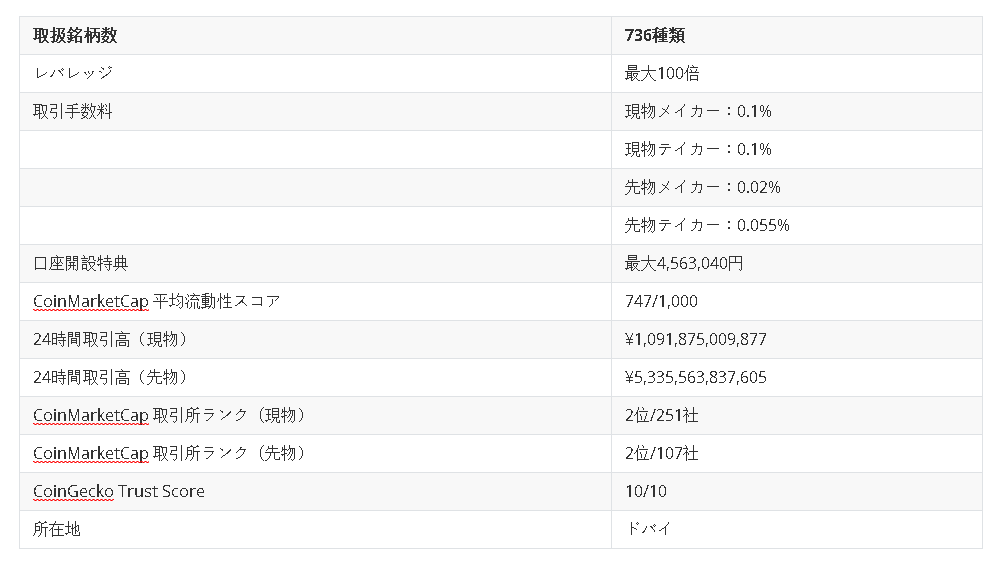 取扱銘柄数 736種類
レバレッジ 最大100倍
取引手数料 現物メイカー：0.1%
現物テイカー：0.1%
先物メイカー：0.02%
先物テイカー：0.055%
口座開設特典 最大4,563,040円
CoinMarketCap 平均流動性スコア 747/1,000
24時間取引高（現物） ¥1,091,875,009,877
24時間取引高（先物） ¥5,335,563,837,605
CoinMarketCap 取引所ランク（現物） 2位/251社
CoinMarketCap 取引所ランク（先物） 2位/107社
CoinGecko Trust Score 10/10
所在地 ドバイ